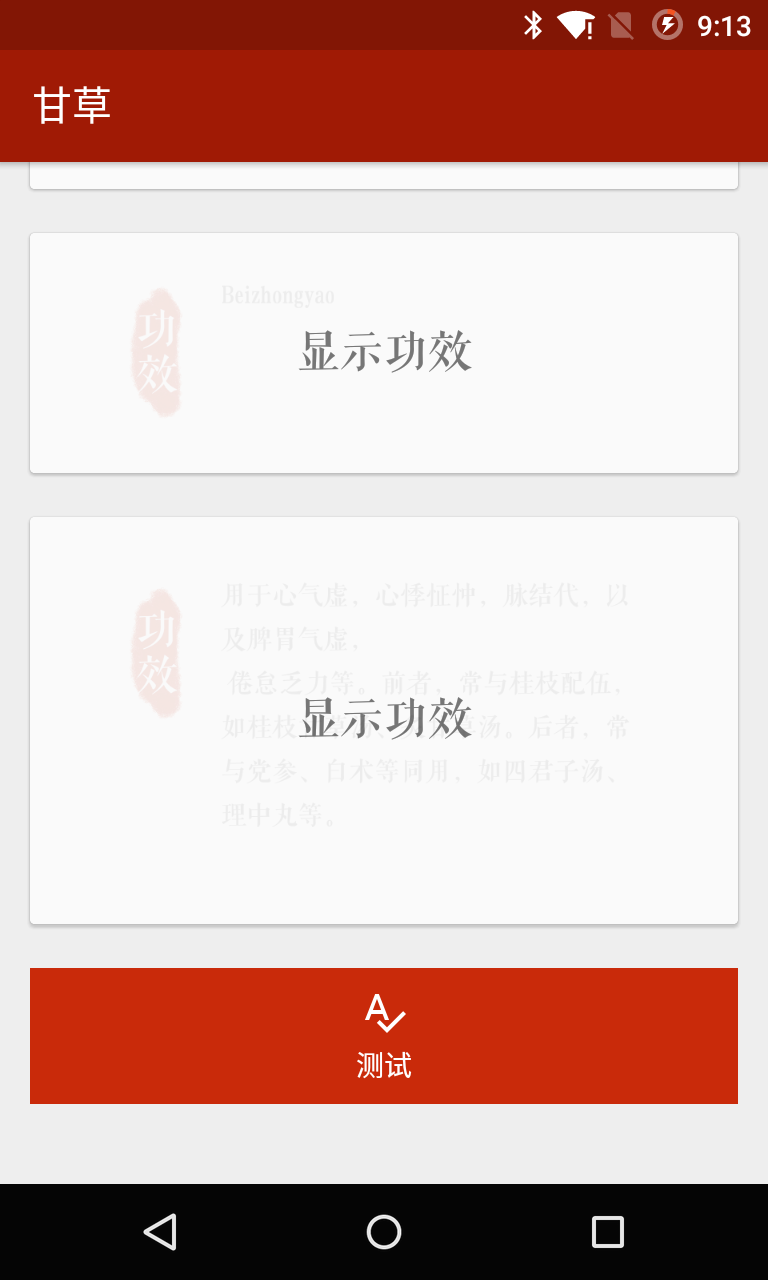 9:13
甘草
Beizhongyao
功效
显示功效
用于心气虚，心悸怔忡，脉结代，以
及脾胃气虚，
倦怠乏力等。前者，常与桂枝配伍，
如桂枝 汤。后者，常
与党参、白术等同用，如四君子汤、
理中丸等。
功效
显示功效
测试